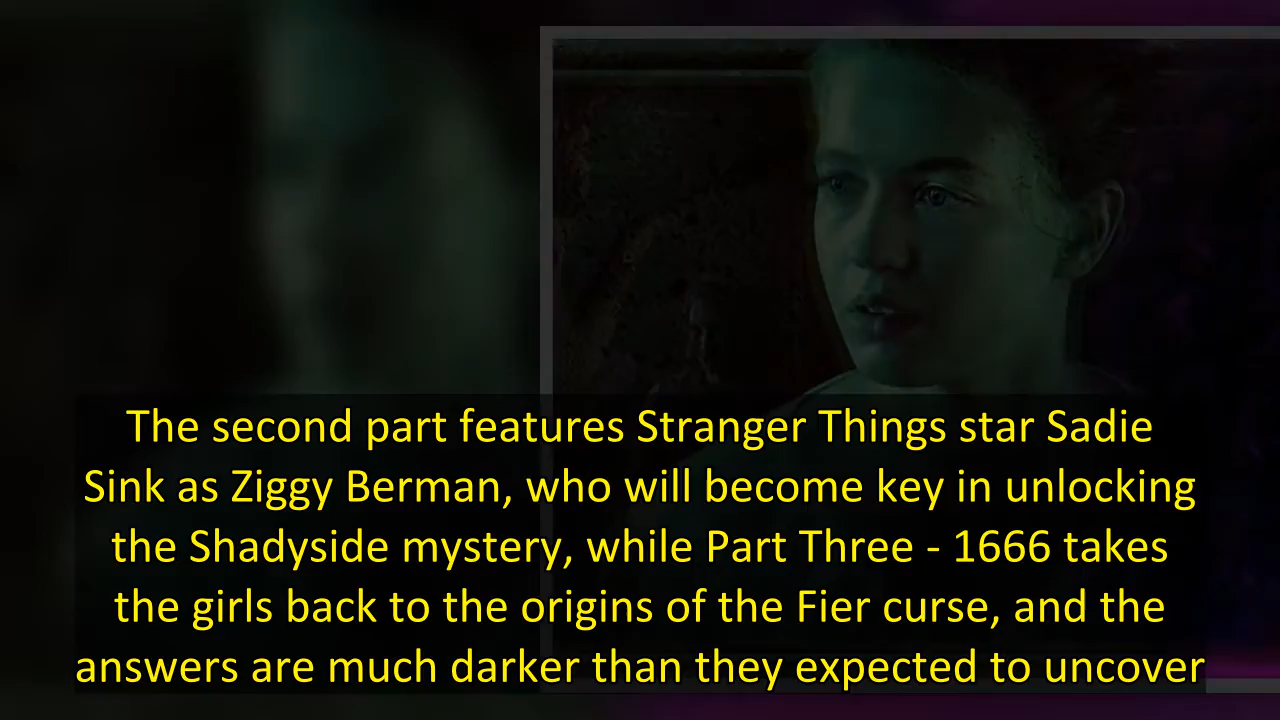 The second part features Stranger Things star Sadie
Sink as Ziggy Berman, who will become key in unlocking
the Shadyside mystery, while Part Three - 1666 takes
the girls back to the origins of the Fier curse, and the
answers are much darker than they expected to uncover